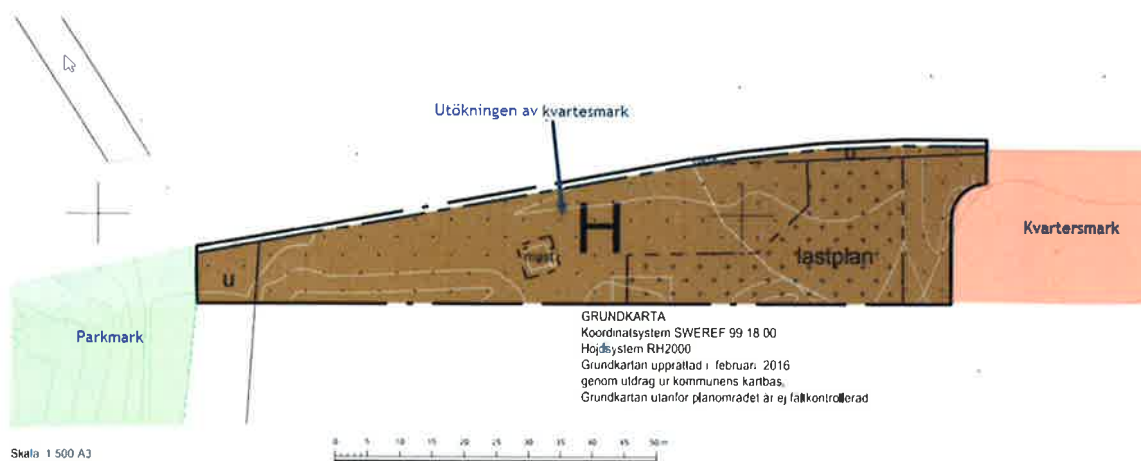 Utökningen av kvartesmark
u
H
mast
lastplan
Kvartersmark
u
Parkmark
GRUNDKARTA
Koordinatsystem SWEREF 99 18 00
Höjdsystem RH2000
Grundkartan upprättad i februari 2016
genom utdrag ur kommunens kartbas.
Grundkartan utanför planområdet är ej fältkontrollerad
Skala 1 500 A3
0 5 10 15 20 25 30 35 40 45 50 m